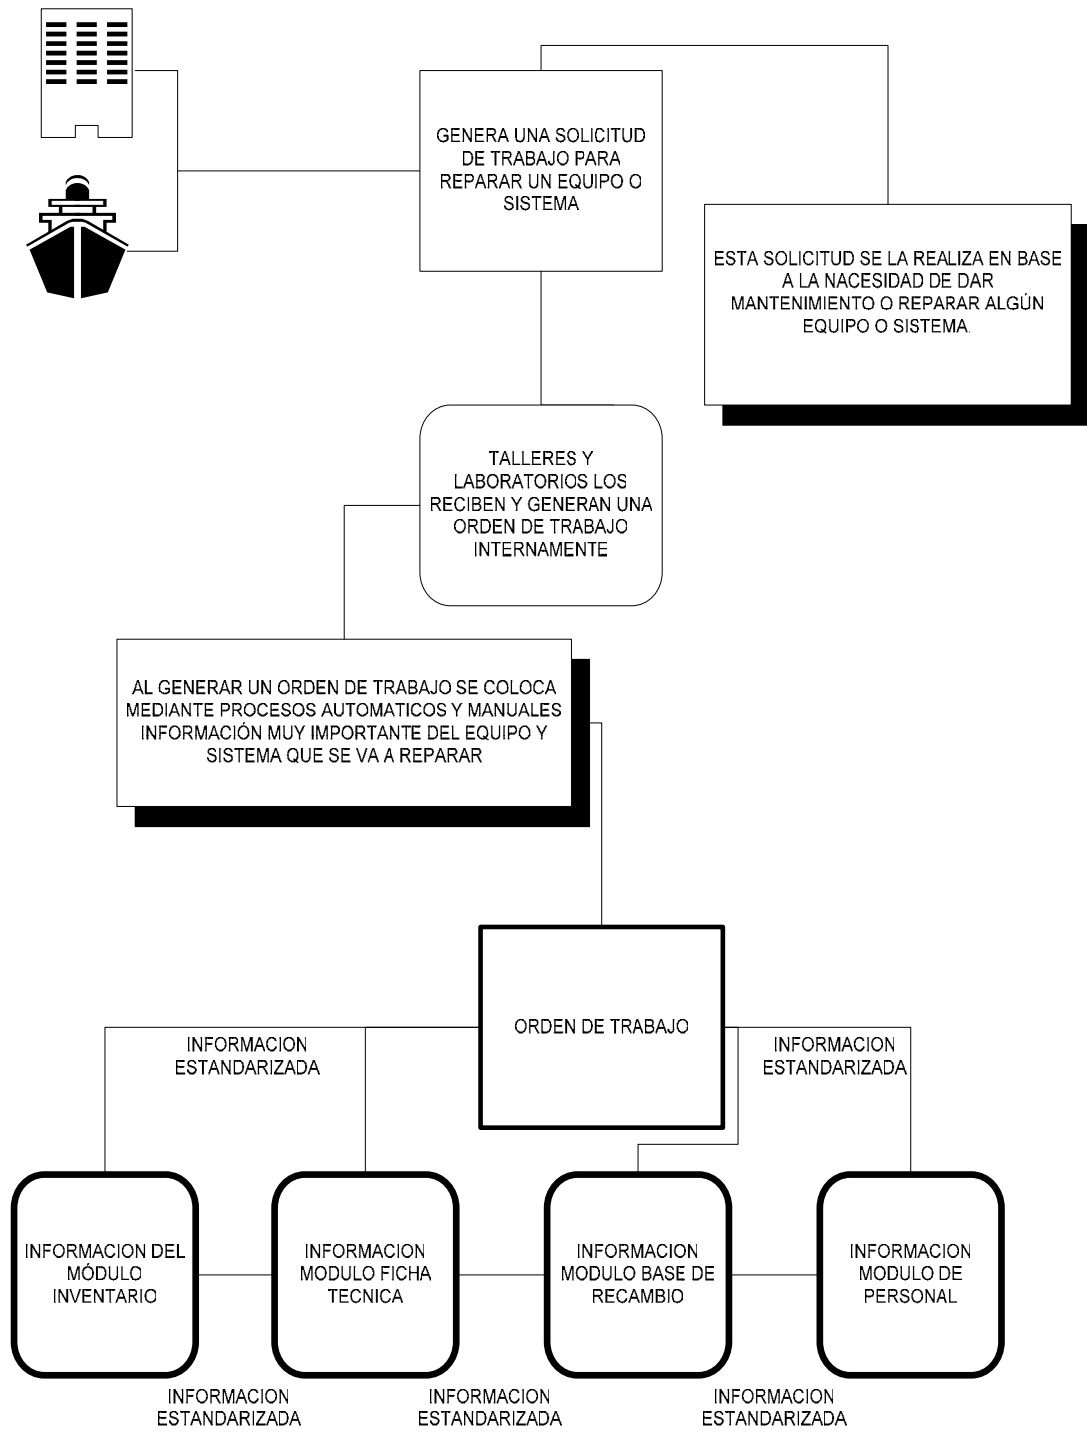 GENERA UNA SOLICITUD
DE TRABAJO PARA
REPARAR UN EQUIPO O
SISTEMA
ESTA SOLICITUD SE LA REALIZA EN BASE
A LA NACESIDAD DE DAR
MANTENIMIENTO O REPARAR ALGÚN
EQUIPO O SISTEMA.
TALLERES Y
LABORATORIOS LOS
RECIBEN Y GENERAN UNA
ORDEN DE TRABAJO
INTERNAMENTE
AL GENERAR UN ORDEN DE TRABAJO SE COLOCA
MEDIANTE PROCESOS AUTOMATICOS Y MANUALES
INFORMACIÓN MUY IMPORTANTE DEL EQUIPO Y
SISTEMA QUE SE VA A REPARAR
ORDEN DE TRABAJO
INFORMACION
ESTANDARIZADA
INFORMACION
ESTANDARIZADA
INFORMACION DEL
MÓDULO
INVENTARIO
INFORMACION
MODULO FICHA
TECNICA
INFORMACION
MODULO BASE DE
RECAMBIO
INFORMACION
MODULO DE
PERSONAL
INFORMACION
ESTANDARIZADA
INFORMACION
ESTANDARIZADA
INFORMACION
ESTANDARIZADA